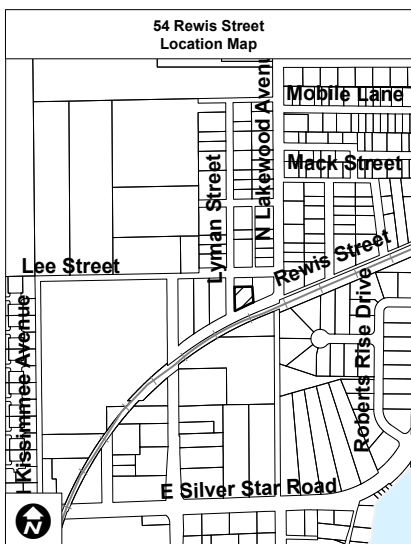 54 Rewis Street
Location Map
Mobile Lane
N Lakewood Avenu
Mack Street
Lyman Street
Rewis Street
Lee Street
Kissimmee Avenue
Roberts Rise Drive
E Silver Star Road
N